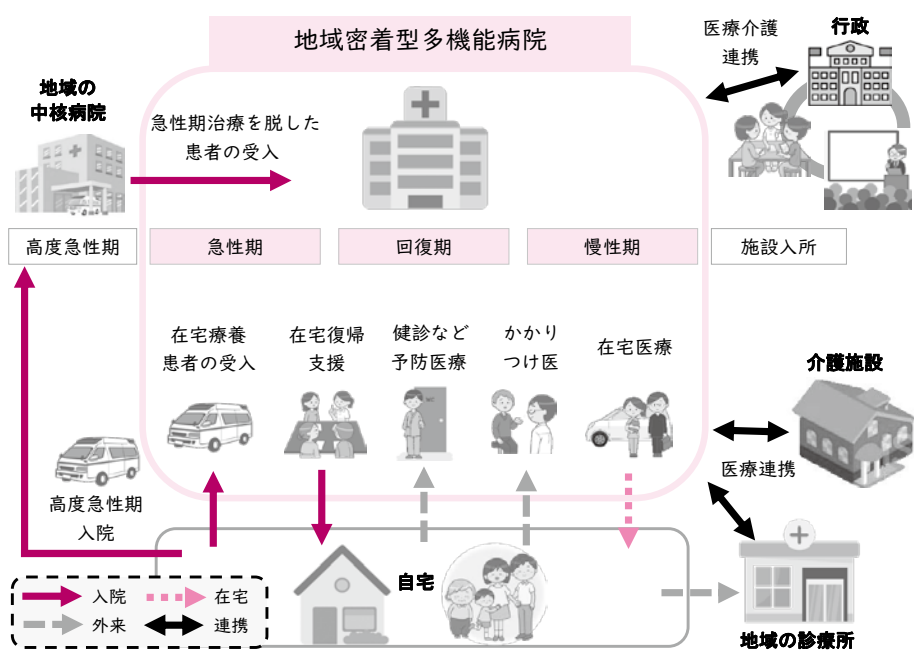 地域密着型多機能病院
医療介護
連携
行政
地域の
中核病院
急性期治療を脱した
患者の受入
高度急性期
急性期
回復期
慢性期
施設入所
在宅療養
患者の受入
在宅復帰
支援
健診など
予防医療
かかり
つけ医
在宅医療
介護施設
医療連携
高度急性期
入院
自宅
地域の診療所
入院
在宅
外来
連携